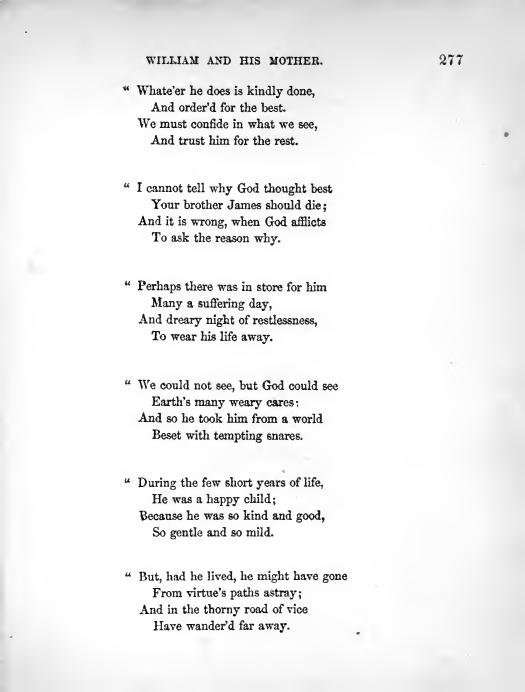 WILLIAM AND HIS MOTHER. 277
“ Whate'er he does is kindly done,
And order'd for the best.
We must confide in what we see,
And trust him for the rest.
“ I cannot tell why God thought best
Your brother James should die;
And it is wrong, when God afflicts
To ask the reason why.
“ Perhaps there was in store for him
Many a suffering day,
And dreary night of restlessness,
To wear his life away.
“ We could not see, but God could see
Earth's many weary cares:
And so he took him from a world
Beset with tempting snares.
“ During the few short years of life,
He was a happy child;
Because he was so kind and good,
So gentle and so mild.
“ But, had he lived, he might have gone
From virtue's paths astray;
And in the thorny road of vice
Have wander'd far away.